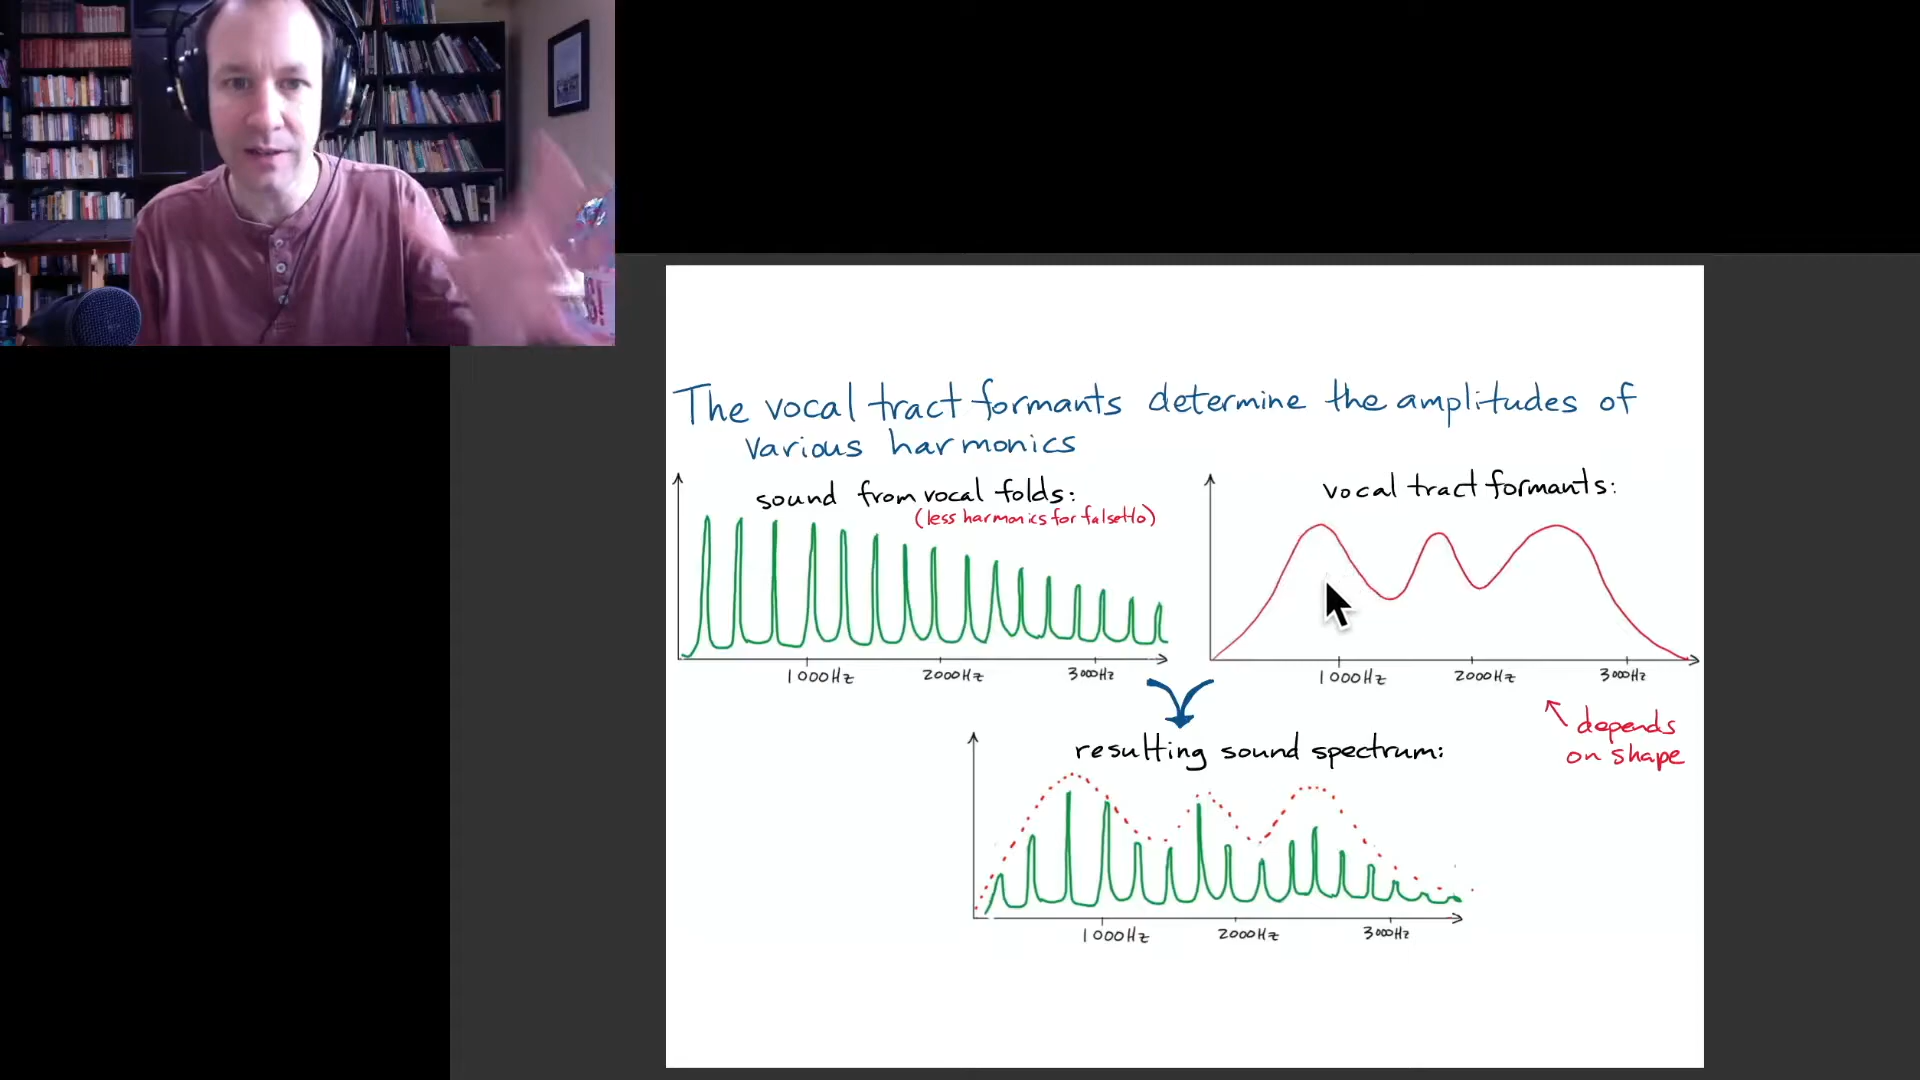 The vocal tract formants determine the amplitudes of
various harmonics
sound from vocal folds:
(less harmonics for falsetto)
1000Hz 2000Hz 3000Hz
vocal tract formants:
1000Hz 2000Hz 3000Hz
depends
on shape
resulting sound spectrum:
1000Hz 2000Hz 3000Hz